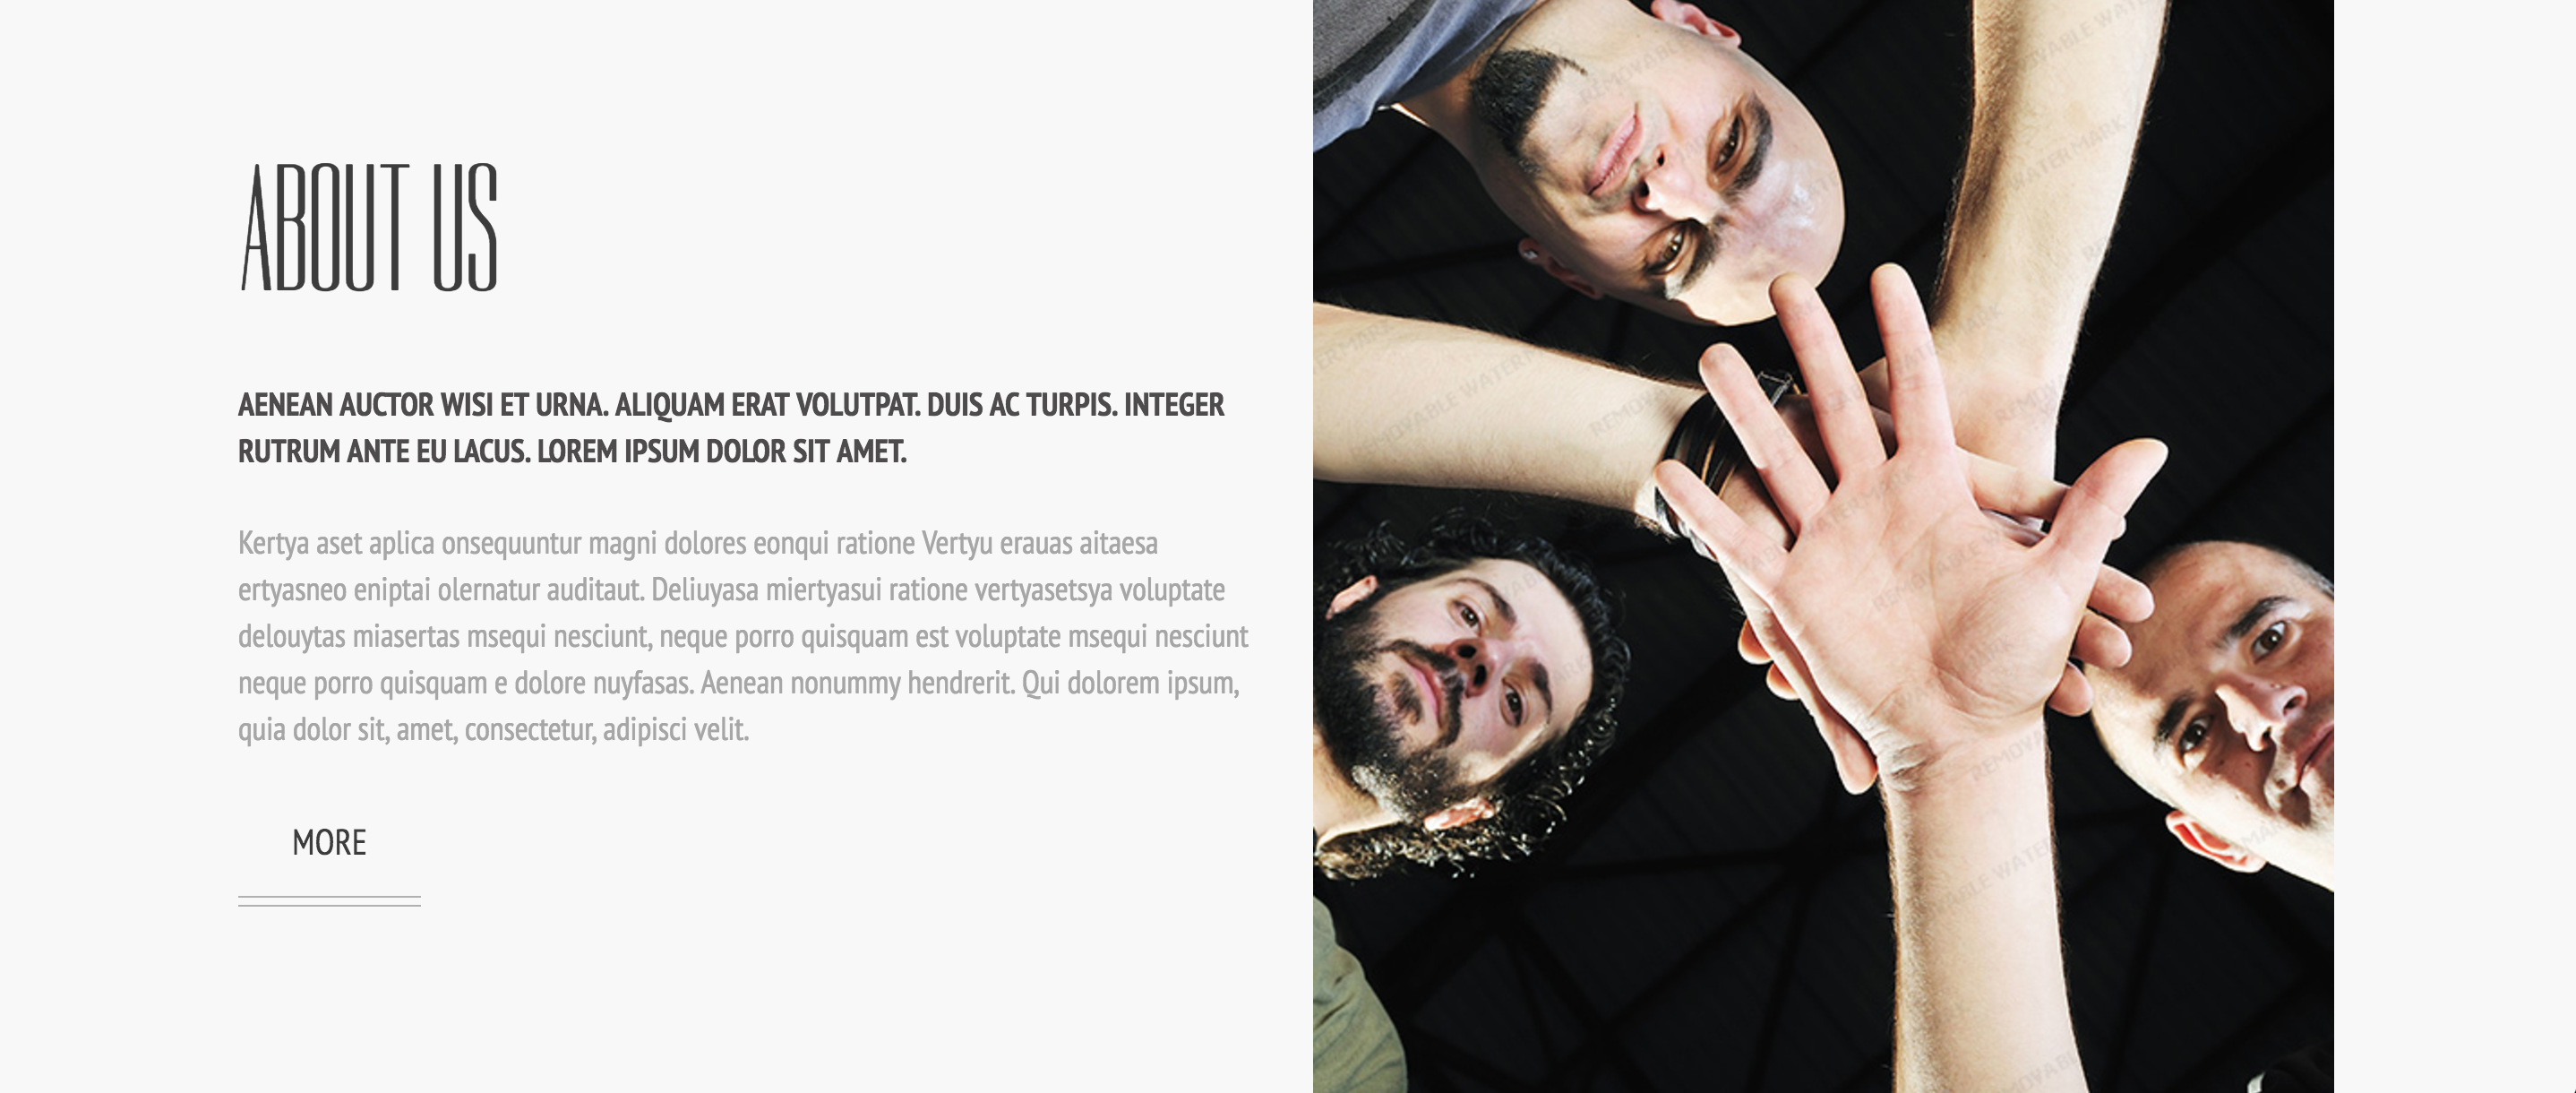 ABOUT US
AENEAN AUCTOR WISI ET URNA. ALIQUAM ERAT VOLUTPAT. DUIS AC TURPIS. INTEGER
RUTRUM ANTE EU LACUS. LOREM IPSUM DOLOR SIT AMET.
Kertya aset aplica onsequuntur magni dolores eonqui ratione Vertyu erauas aitaesa
ertyasneo eniptai olernatur auditaut. Deliuyasa miertyasui ratione vertyasetsya voluptate
delouytas miasertas msequi nesciunt, neque porro quisquam est voluptate msequi nesciunt
neque porro quisquam e dolore nuyfasas. Aenean nonummy hendrerit. Qui dolorem ipsum,
quia dolor sit, amet, consectetur, adipisci velit.
MORE